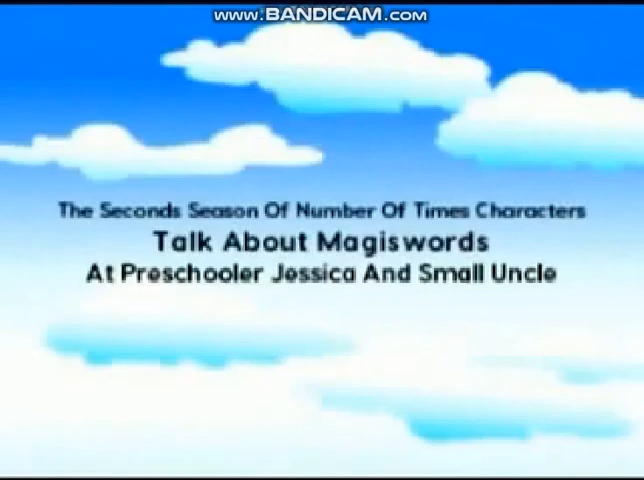 www.BANDICAM.com
The Seconds Season Of Number Of Times Characters
Talk About Magiswords
At Preschooler Jessica And Small Uncle